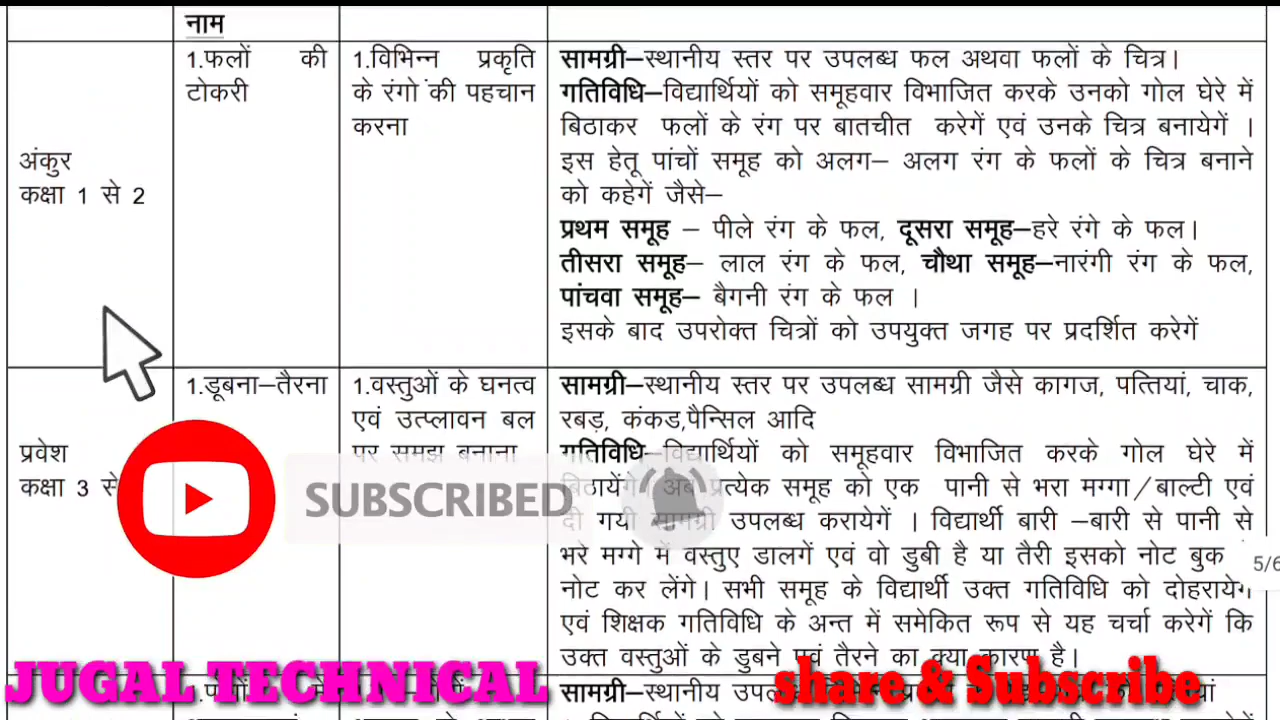 नाम
अंकुर
कक्षा 1 से 2
1.फलों की
टोकरी
1.विभिन्न प्रकृति
के रंगो की पहचान
करना
सामग्री–स्थानीय स्तर पर उपलब्ध फल अथवा फलों के चित्र।
गतिविधि–विद्यार्थियों को समूहवार विभाजित करके उनको गोल घेरे में
बिठाकर फलों के रंग पर बातचीत करेगें एवं उनके चित्र बनायेगें ।
इस हेतू पांचों समूह को अलग– अलग रंग के फलों के चित्र बनाने
को कहेगें जैसे–
प्रथम समूह – पीले रंग के फल, दूसरा समूह–हरे रंगे के फल।
तीसरा समूह– लाल रंग के फल, चौथा समूह–नारंगी रंग के फल,
पांचवा समूह– बैगनी रंग के फल ।
इसके बाद उपरोक्त चित्रों को उपयुक्त जगह पर प्रदर्शित करेगें
प्रवेश
कक्षा 3 से
1.डूबना–तैरना
1.वस्तुओं के घनत्व
एवं उत्प्लावन बल
पर समझ बनाना
सामग्री–स्थानीय स्तर पर उपलब्ध सामग्री जैसे कागज, पत्तियां, चाक,
रबड़, कंकड,पैन्सिल आदि
गतिविधि–विद्यार्थियों को समूहवार विभाजित करके गोल घेरे में
बिठायेंगे। अब प्रत्येक समूह को एक पानी से भरा मग्गा/बाल्टी एवं
दी गयी सामग्री उपलब्ध करायेगें । विद्यार्थी बारी –बारी से पानी से
भरे मग्गे में वस्तुए डालगें एवं वो डुबी है या तैरी इसको नोट बुक
नोट कर लेंगे। सभी समूह के विद्यार्थी उक्त गतिविधि को दोहरायेगें
एवं शिक्षक गतिविधि के अन्त में समेकित रूप से यह चर्चा करेगें कि
उक्त वस्तुओं के डुबने एवं तैरने का क्या कारण है।
SUBSCRIBED
5/6
JUGAL TECHNICAL
share & Subscribe
सामग्री–स्थानीय